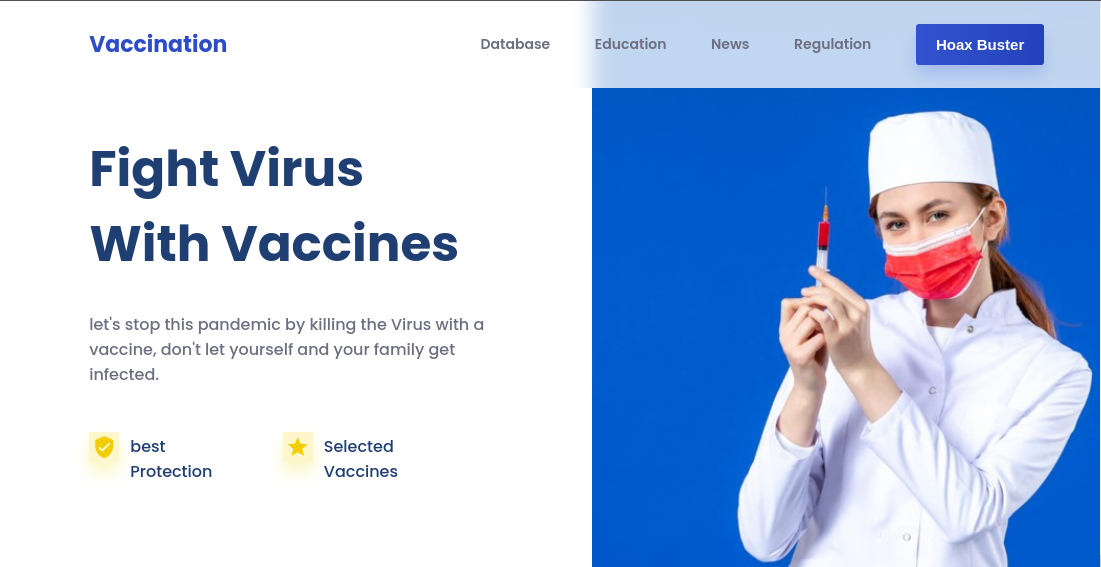 Vaccination
Database Education News Regulation Hoax Buster
Fight Virus
With Vaccines
let's stop this pandemic by killing the Virus with a
vaccine, don't let yourself and your family get
infected.
best
Protection
Selected
Vaccines